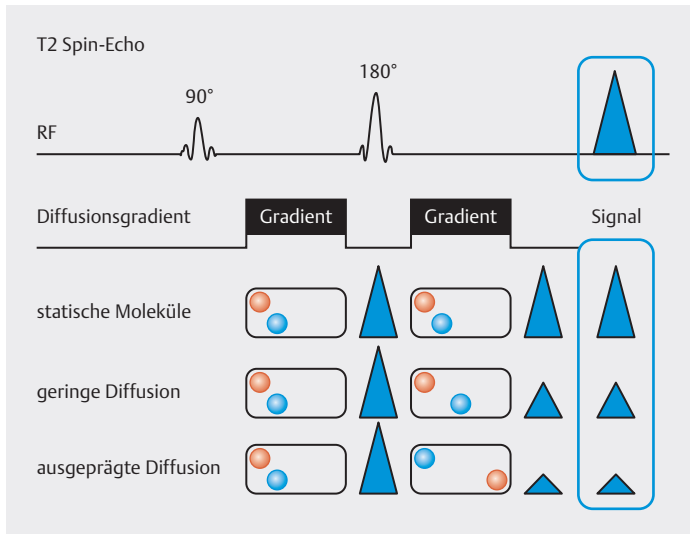 T2 Spin-Echo
180°
90°
RF
Diffusionsgradient Gradient Gradient Signal
statische Moleküle
geringe Diffusion
ausgeprägte Diffusion